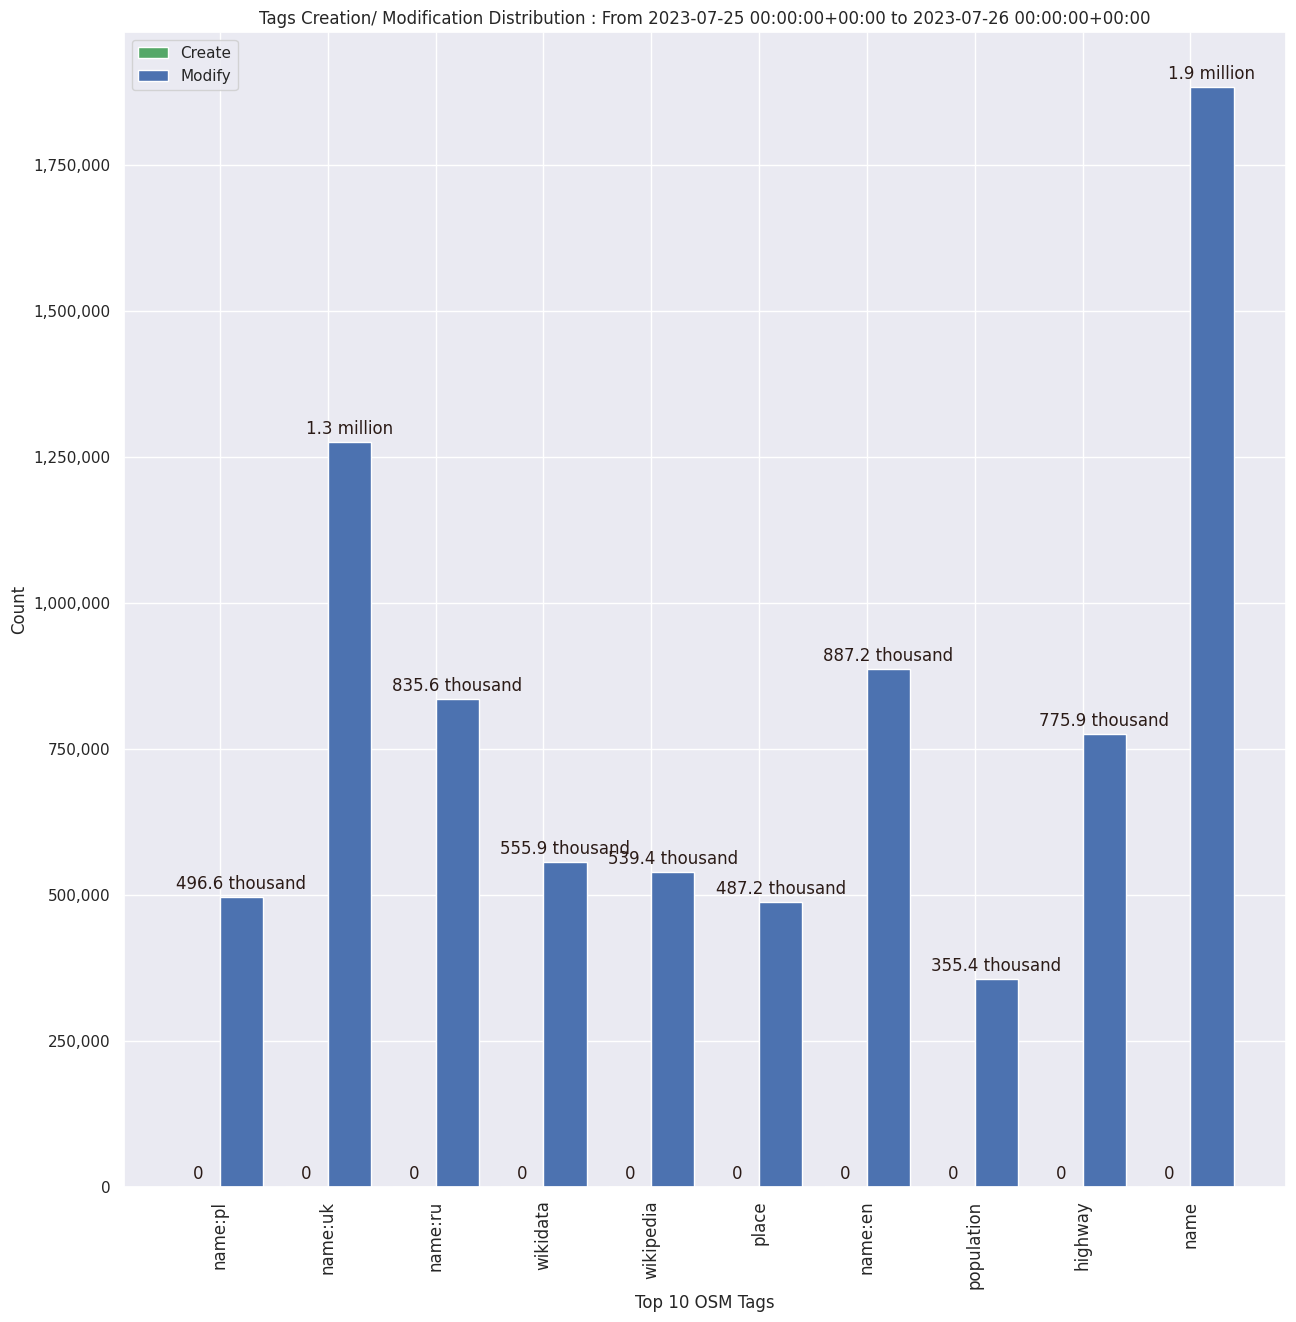 Tags Creation/ Modification Distribution : From 2023-07-25 00:00:00+00:00 to 2023-07-26 00:00:00+00:00
Create
Modify
1.9 million
1,750,000
1,500,000
1.3 million
1,250,000
Count
1,000,000
887.2 thousand
835.6 thousand
775.9 thousand
750,000
555.9 thousand
539.4 thousand
496.6 thousand
487.2 thousand
500,000
355.4 thousand
250,000
0 0 0 0 0 0 0 0 0 0
0
name:pl
name:uk
name:ru
wikidata
wikipedia
place
name:en
population
highway
name
Top 10 OSM Tags